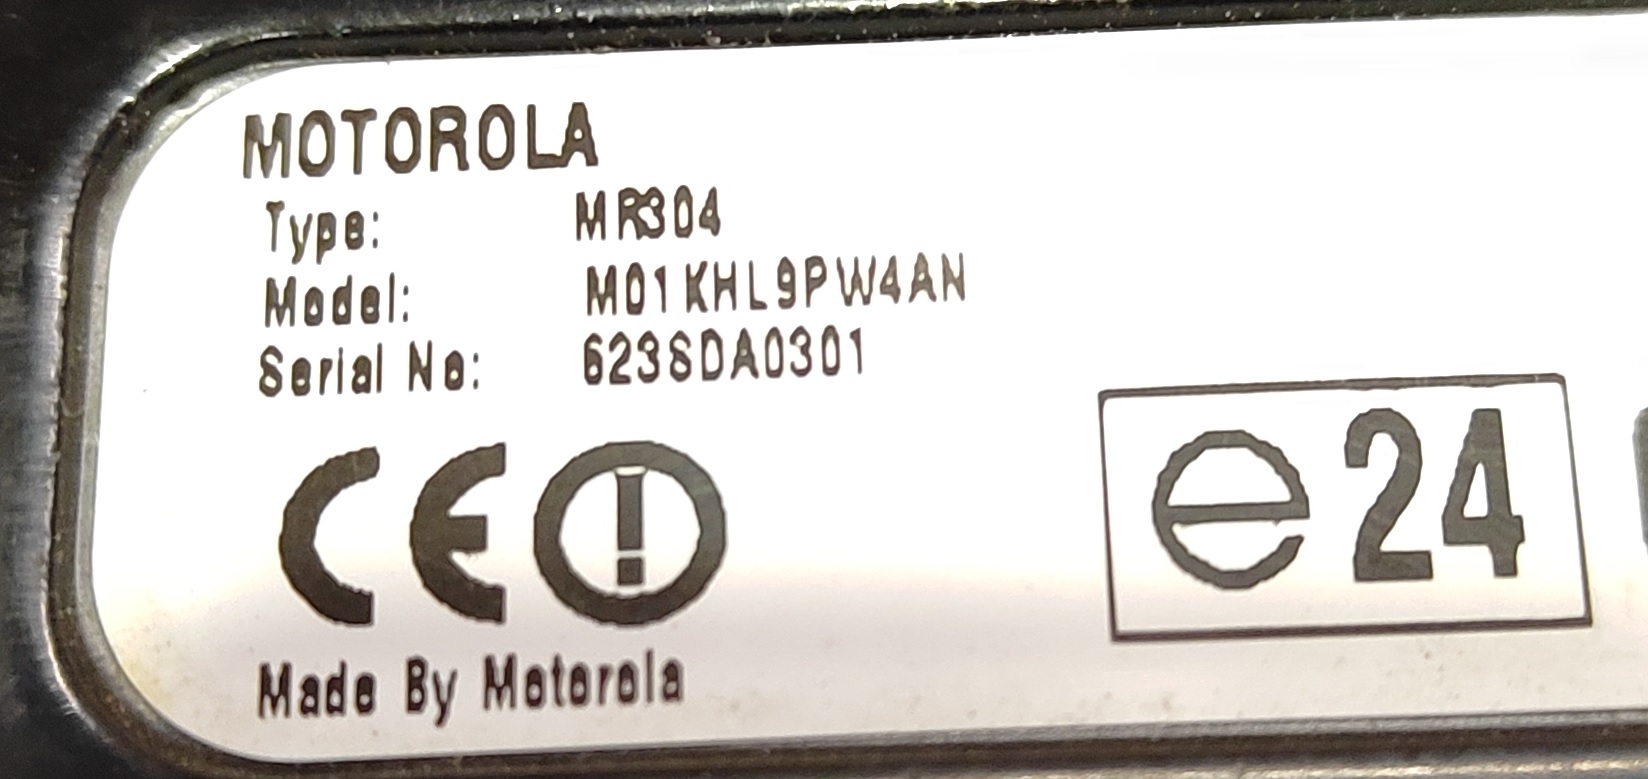 MOTOROLA
Type: MR304
Model: M01KHL9PW4AN
Serial No: 623SDA0301
CE
e24
Made By Motorola